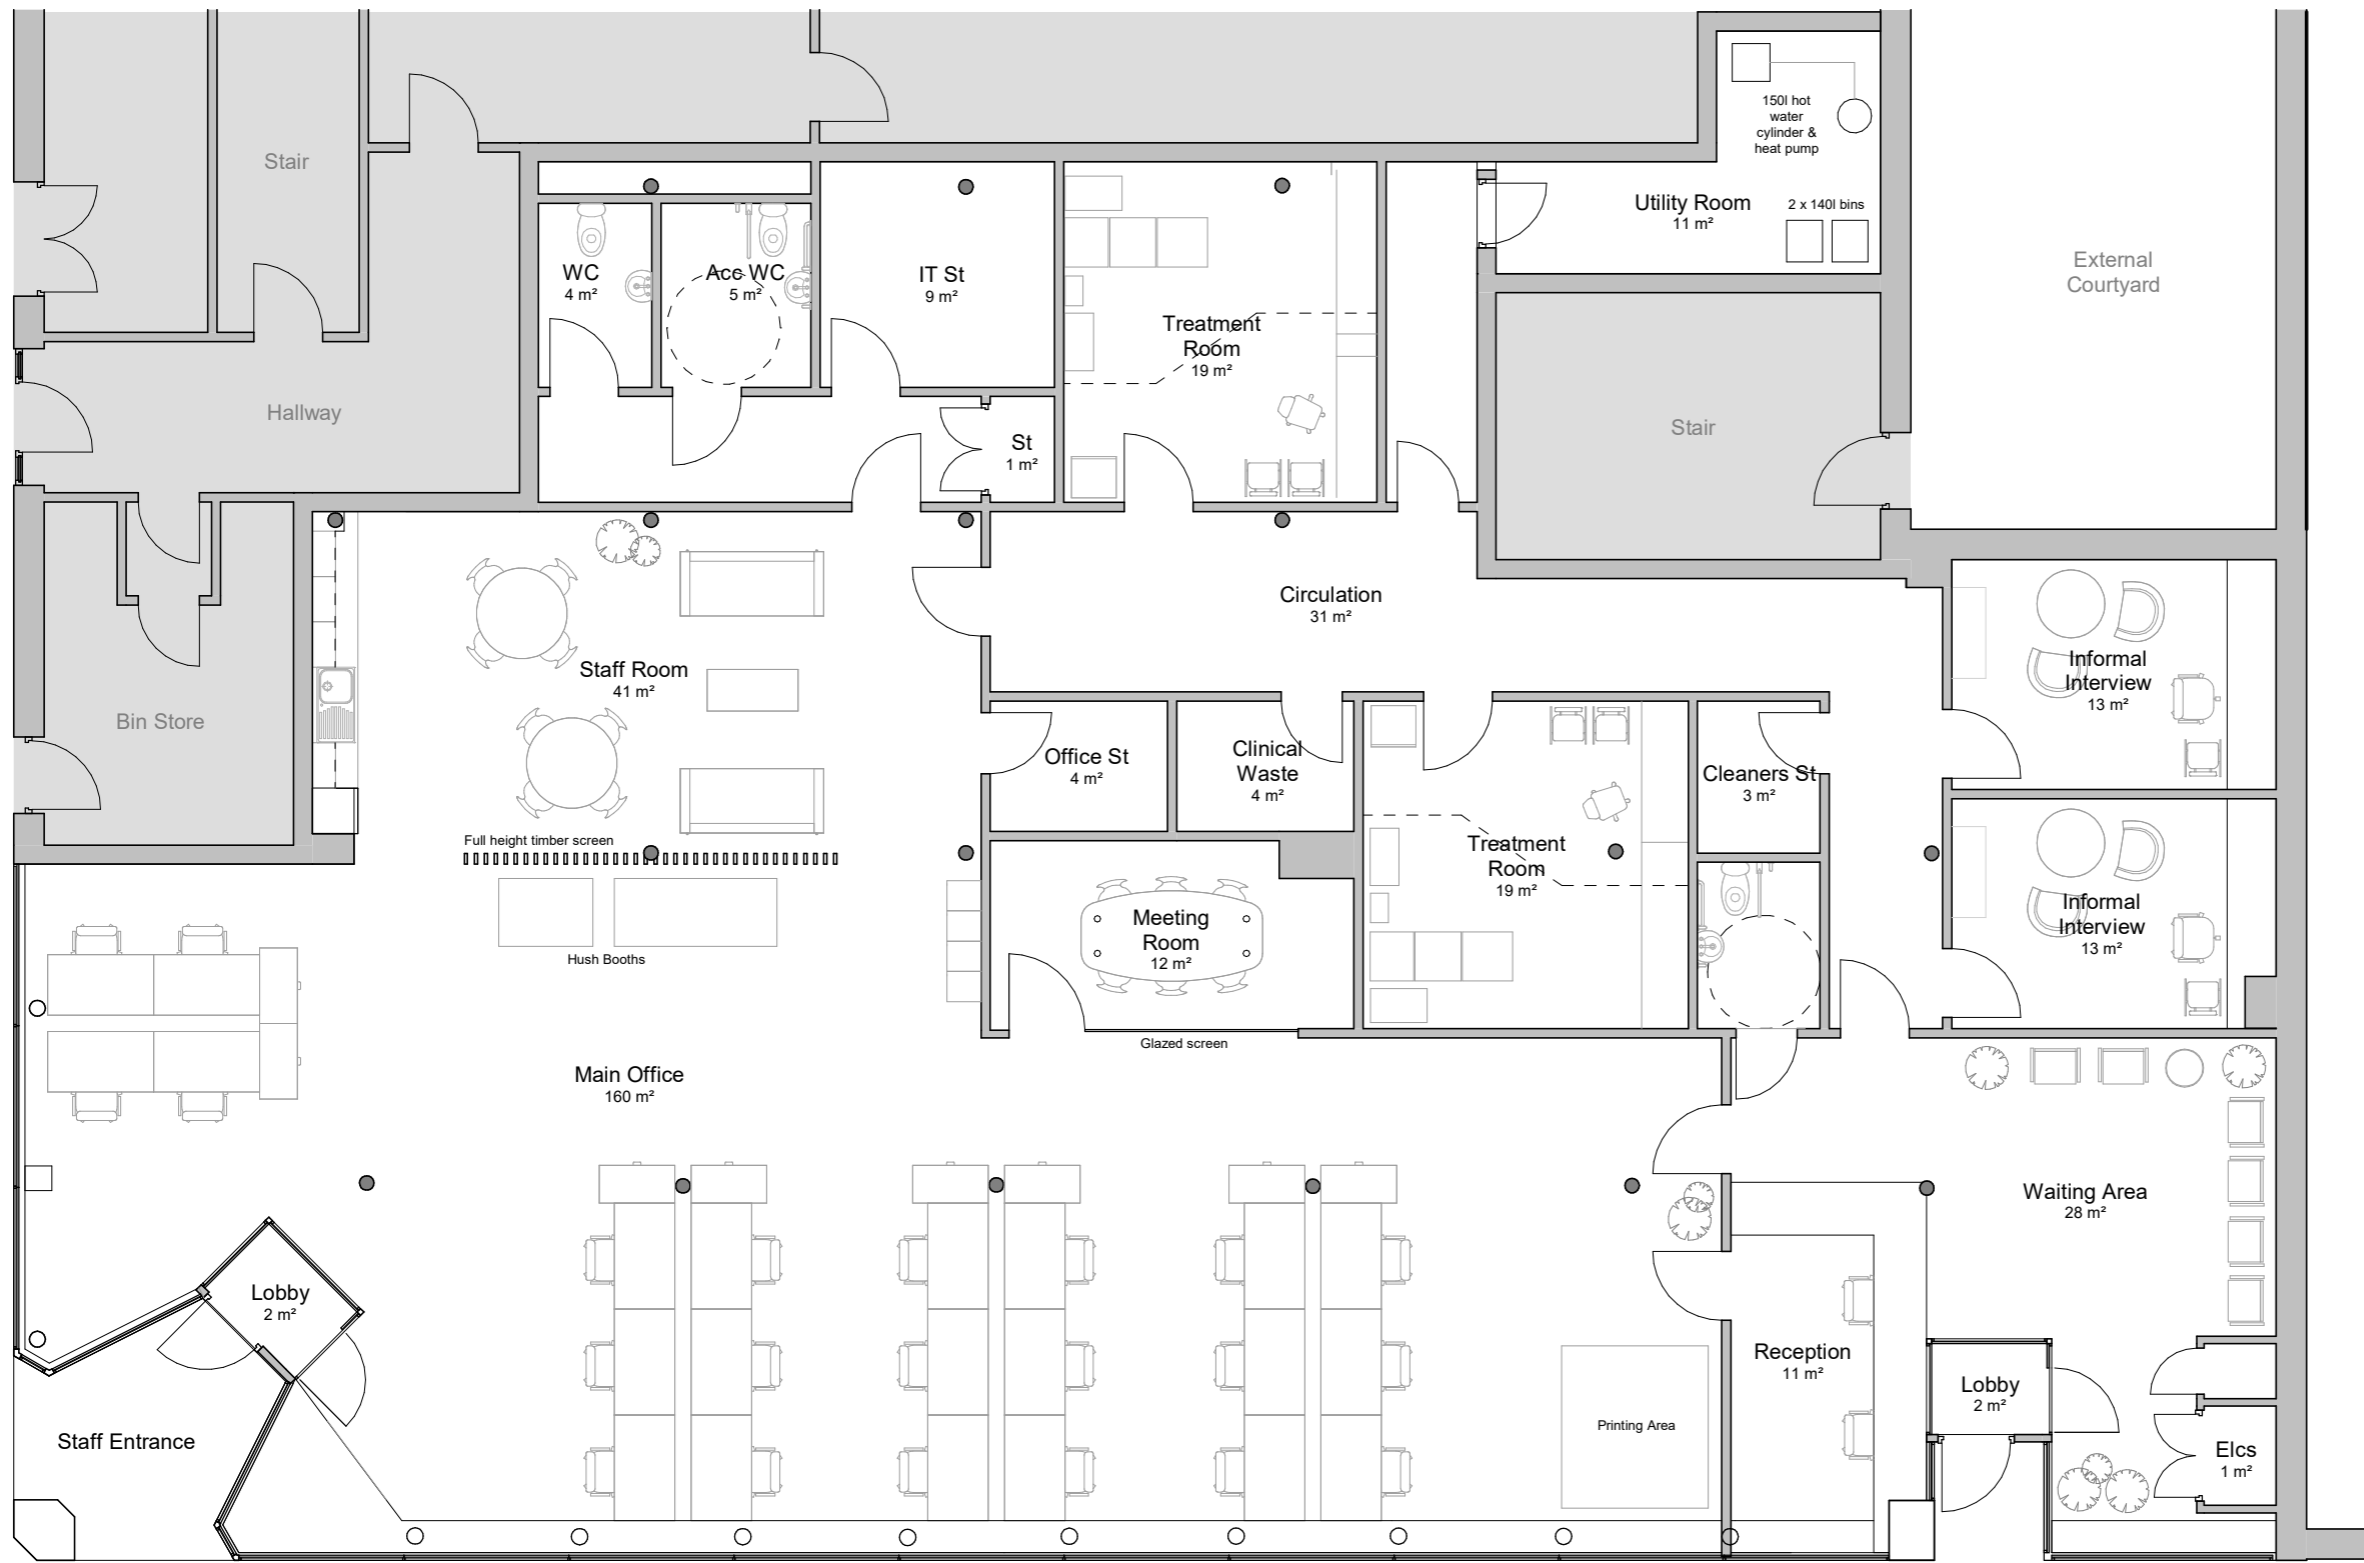 Stair
150l hot
water
cylinder &
heat pump
Utility Room
11 m²
2 x 140l bins
WC
4 m²
Acc WC
5 m²
IT St
9 m²
External
Courtyard
Treatment
Room
19 m²
Hallway
Stair
St
1 m²
Circulation
31 m²
Staff Room
41 m²
Informal
Interview
13 m²
Bin Store
Office St
4 m²
Clinical
Waste
4 m²
Cleaners St
3 m²
Full height timber screen
Treatment
Room
19 m²
Hush Booths
Meeting
Room
12 m²
Informal
Interview
13 m²
Glazed screen
Main Office
160 m²
Waiting Area
28 m²
Lobby
2 m²
Reception
11 m²
Lobby
2 m²
Staff Entrance
Printing Area
Elcs
1 m²